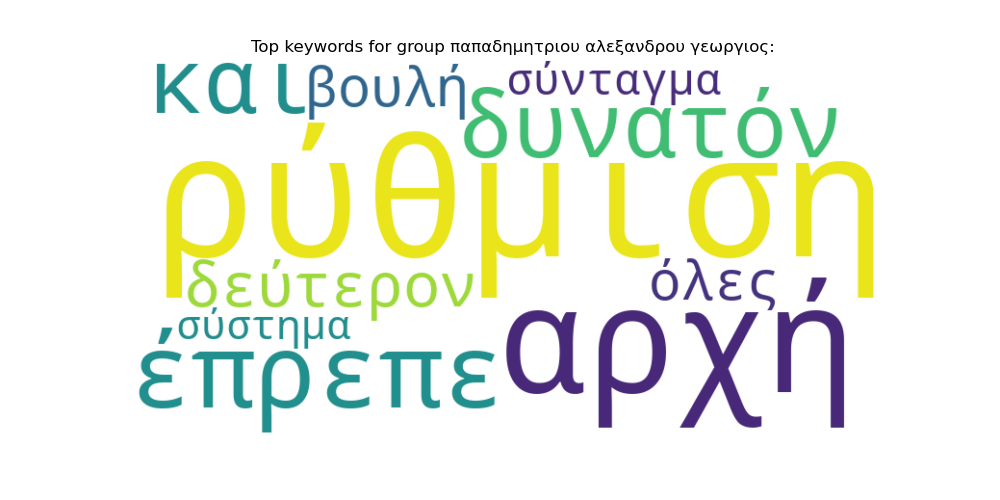 Top keywords for group παπαδημητριου αλεξανδρου γεωργιος:
και βουλή σύνταγμα
δυνατόν
ρύθμιση
δεύτερον όλες
σύστημα
έπρεπε αρχή